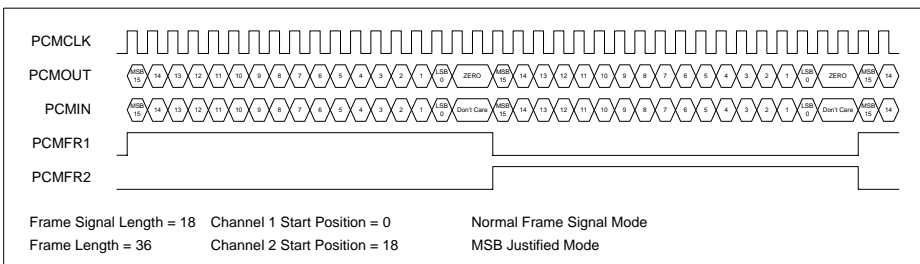 PCMCLK
PCMOUT MSB 15 14 13 12 11 10 9 8 7 6 5 4 3 2 1 LSB 0 ZERO MSB 15 14 13 12 11 10 9 8 7 6 5 4 3 2 1 LSB 0 ZERO MSB 15 14
PCMIN MSB 15 14 13 12 11 10 9 8 7 6 5 4 3 2 1 LSB 0 Don't Care MSB 15 14 13 12 11 10 9 8 7 6 5 4 3 2 1 LSB 0 Don't Care MSB 15 14
PCMFR1
PCMFR2
Frame Signal Length = 18 Channel 1 Start Position = 0 Normal Frame Signal Mode
Frame Length = 36 Channel 2 Start Position = 18 MSB Justified Mode